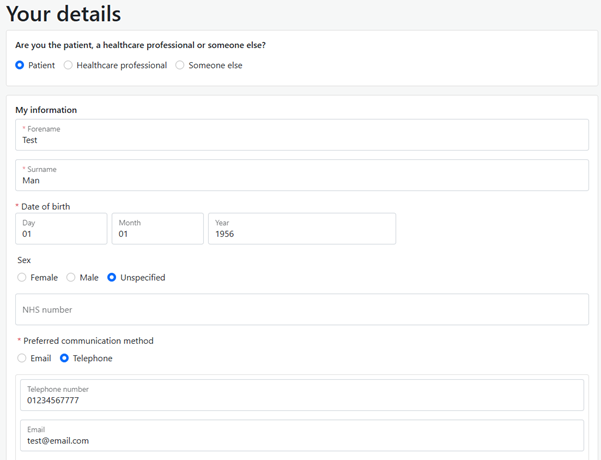 Your details
Are you the patient, a healthcare professional or someone else?
Patient Healthcare professional Someone else
My information
* Forename
Test
* Surname
Man
* Date of birth
Day Month Year
01 01 1956
Sex
Female Male Unspecified
NHS number
* Preferred communication method
Email Telephone
Telephone number
01234567777
Email
test@email.com